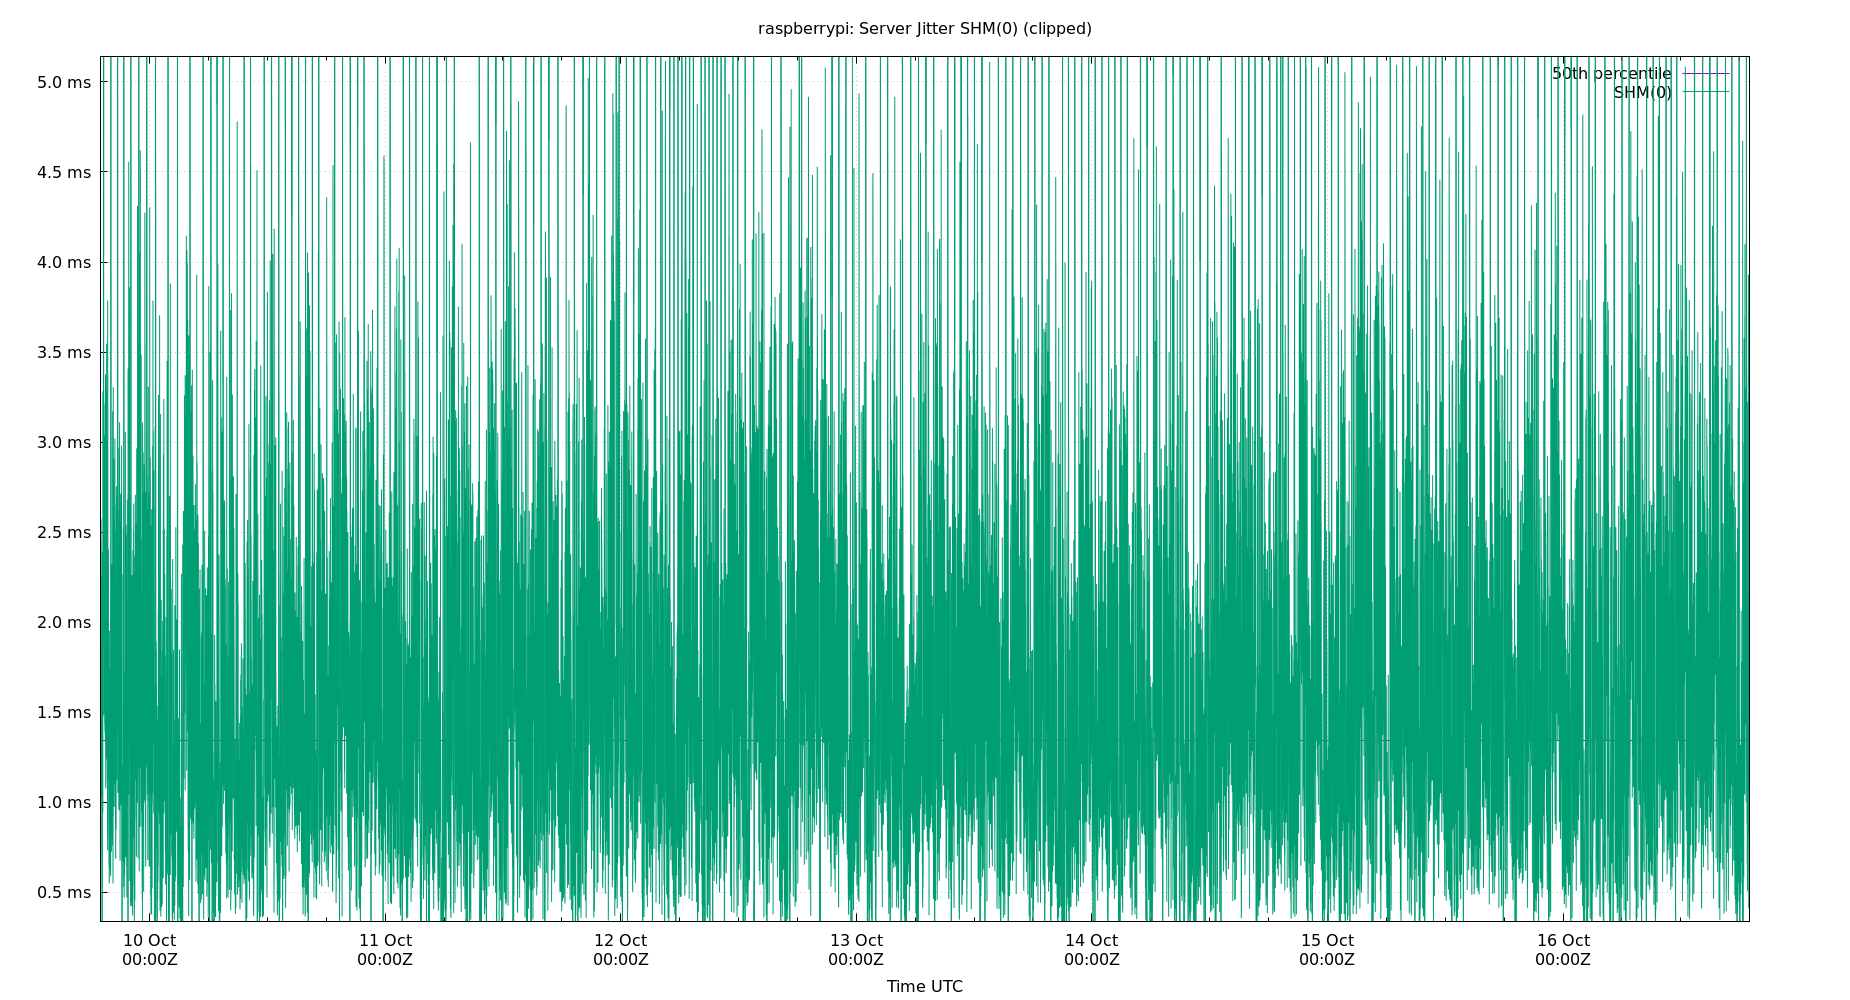 raspberrypi: Server Jitter SHM(0) (clipped)
50th percentile
SHM(0)
5.0 ms
4.5 ms
4.0 ms
3.5 ms
3.0 ms
2.5 ms
2.0 ms
1.5 ms
1.0 ms
0.5 ms
10 Oct 11 Oct 12 Oct 13 Oct 14 Oct 15 Oct 16 Oct
00:00Z 00:00Z 00:00Z 00:00Z 00:00Z 00:00Z 00:00Z
Time UTC